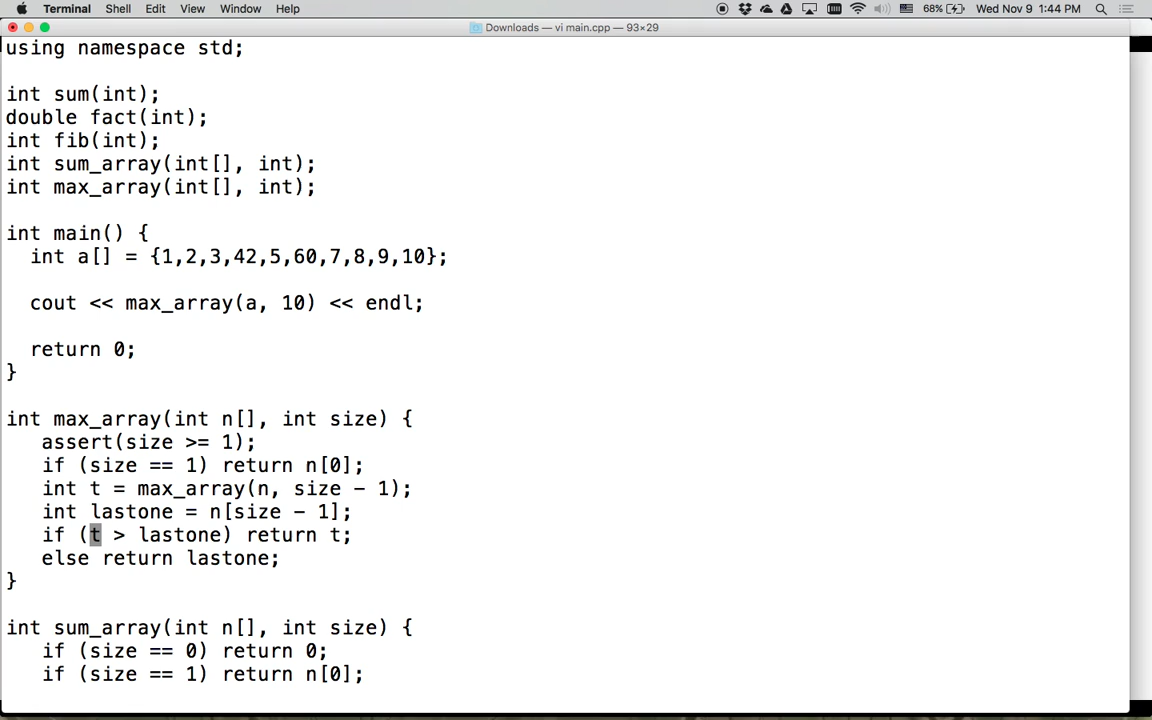 Terminal Shell Edit View Window Help 68% Wed Nov 9 1:44 PM
Downloads — vi main.cpp — 93×29
using namespace std;
int sum(int);
double fact(int);
int fib(int);
int sum_array(int[], int);
int max_array(int[], int);
int main() {
int a[] = {1,2,3,42,5,60,7,8,9,10};
cout << max_array(a, 10) << endl;
return 0;
}
int max_array(int n[], int size) {
assert(size >= 1);
if (size == 1) return n[0];
int t = max_array(n, size - 1);
int lastone = n[size - 1];
if (t > lastone) return t;
else return lastone;
}
int sum_array(int n[], int size) {
if (size == 0) return 0;
if (size == 1) return n[0];